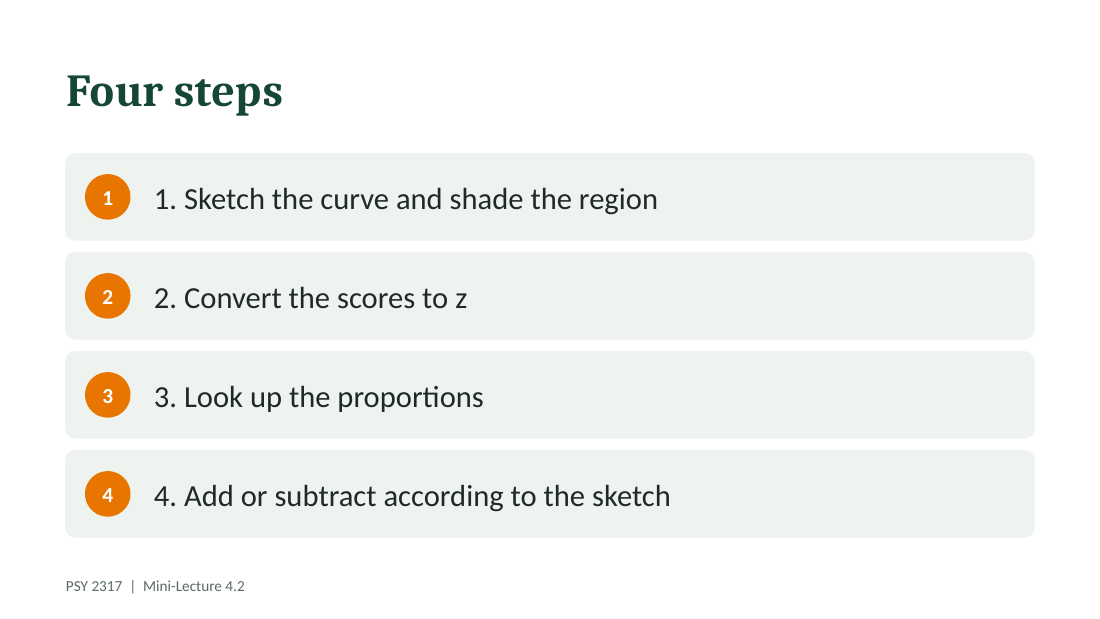 Four steps
1 1. Sketch the curve and shade the region
2 2. Convert the scores to z
3 3. Look up the proportions
4 4. Add or subtract according to the sketch
PSY 2317 | Mini-Lecture 4.2